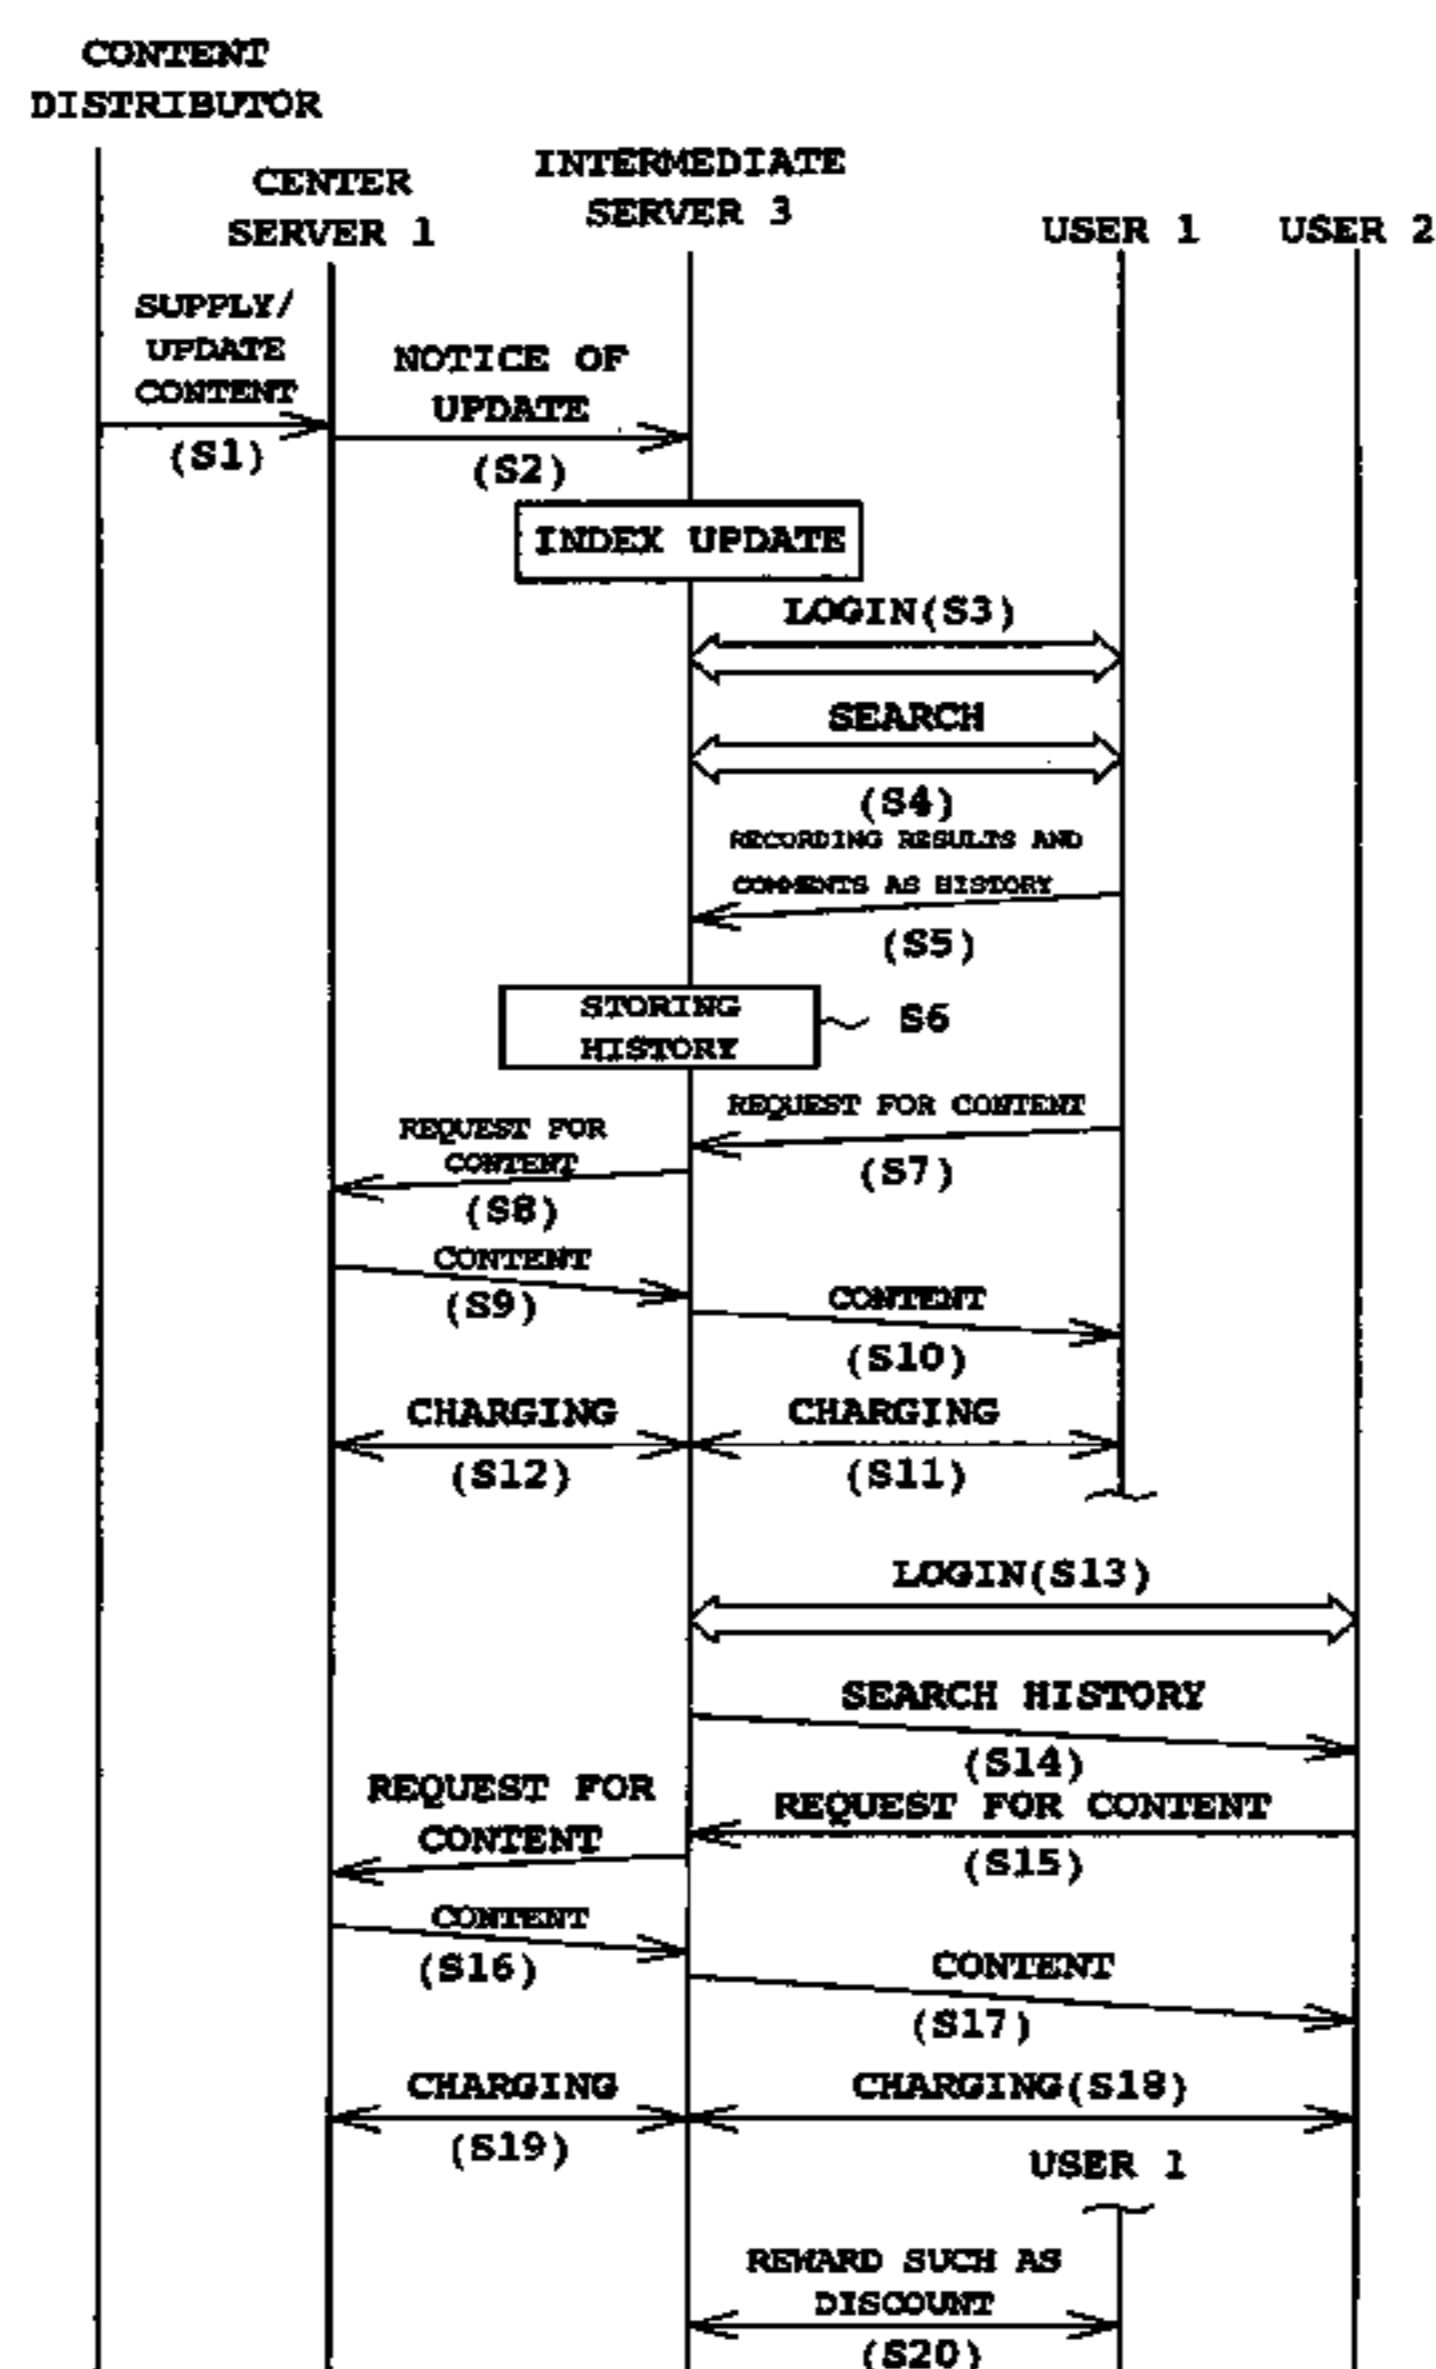 CONTENT
DISTRIBUTOR
CENTER
SERVER 1
INTERMEDIATE
SERVER 3
USER 1
USER 2
SUPPLY/
UPDATE
CONTENT
(S1)
NOTICE OF
UPDATE
(S2)
INDEX UPDATE
LOGIN(S3)
SEARCH
(S4)
RECORDING RESULTS AND
COMMENTS AS HISTORY
(S5)
STORING
HISTORY
S6
REQUEST FOR CONTENT
(S7)
REQUEST FOR
CONTENT
(S8)
CONTENT
(S9)
CONTENT
(S10)
CHARGING
(S12)
CHARGING
(S11)
LOGIN(S13)
SEARCH HISTORY
(S14)
REQUEST FOR
CONTENT
REQUEST FOR CONTENT
(S15)
CONTENT
(S16)
CONTENT
(S17)
CHARGING
(S19)
CHARGING(S18)
USER 1
REWARD SUCH AS
DISCOUNT
(S20)